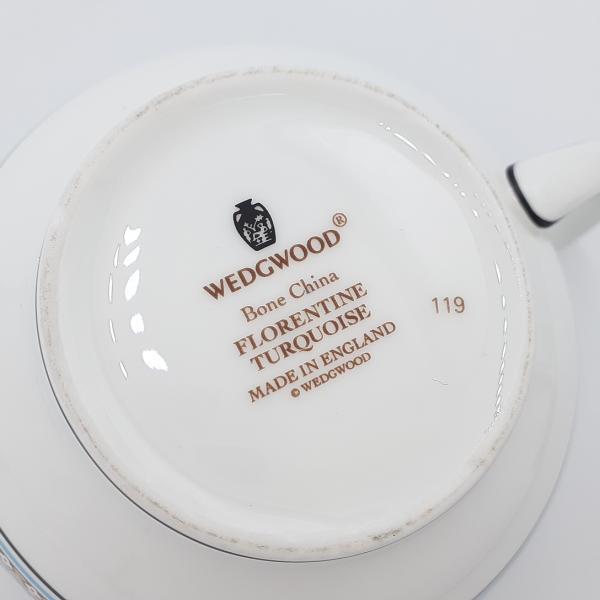 WEDGWOOD®
Bone China
FLORENTINE
TURQUOISE
MADE IN ENGLAND
© WEDGWOOD
119